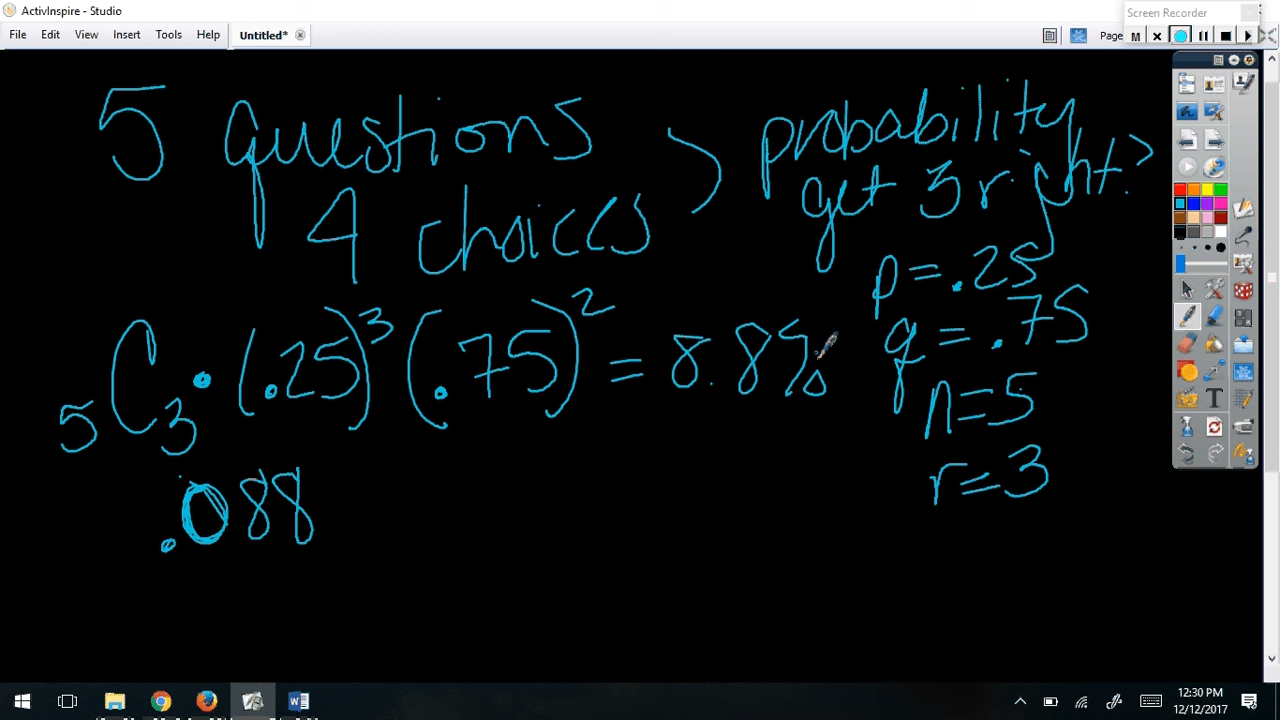 ActivInspire - Studio
Screen Recorder
File Edit View Insert Tools Help Untitled* Page
M
5 questions
4 choices
probability
get 3 right?
p = .25
q = .75
n = 5
r = 3
5C3 · (.25)^3 (.75)^2 = 8.8%
.088
T
12:30 PM
12/12/2017